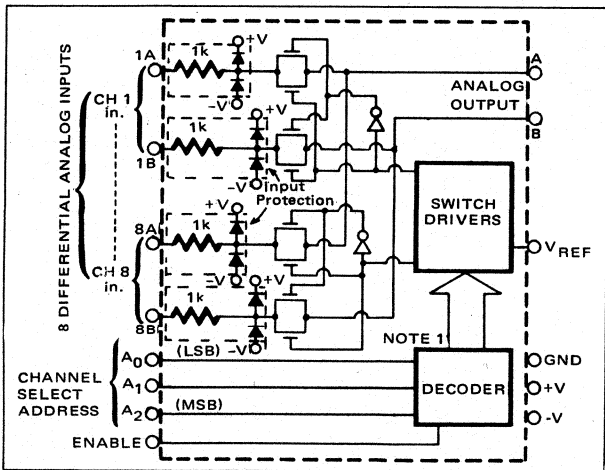 8 DIFFERENTIAL ANALOG INPUTS
CH 1
in.
CH 8
in.
1A
1k
+V
-V
1B
1k
+V
-V
Input
Protection
8A
1k
+V
-V
8B
1k
+V
-V
A
ANALOG
OUTPUT
B
SWITCH
DRIVERS
VREF
NOTE 1
DECODER
GND
+V
-V
CHANNEL
SELECT
ADDRESS
A0
(LSB)
A1
A2
(MSB)
ENABLE